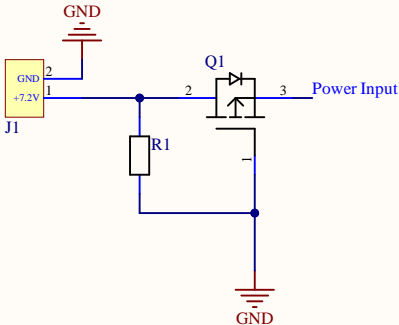 GND
Q1
GND 2
+7.2V 1
2
3
Power Input
J1
R1
1
GND